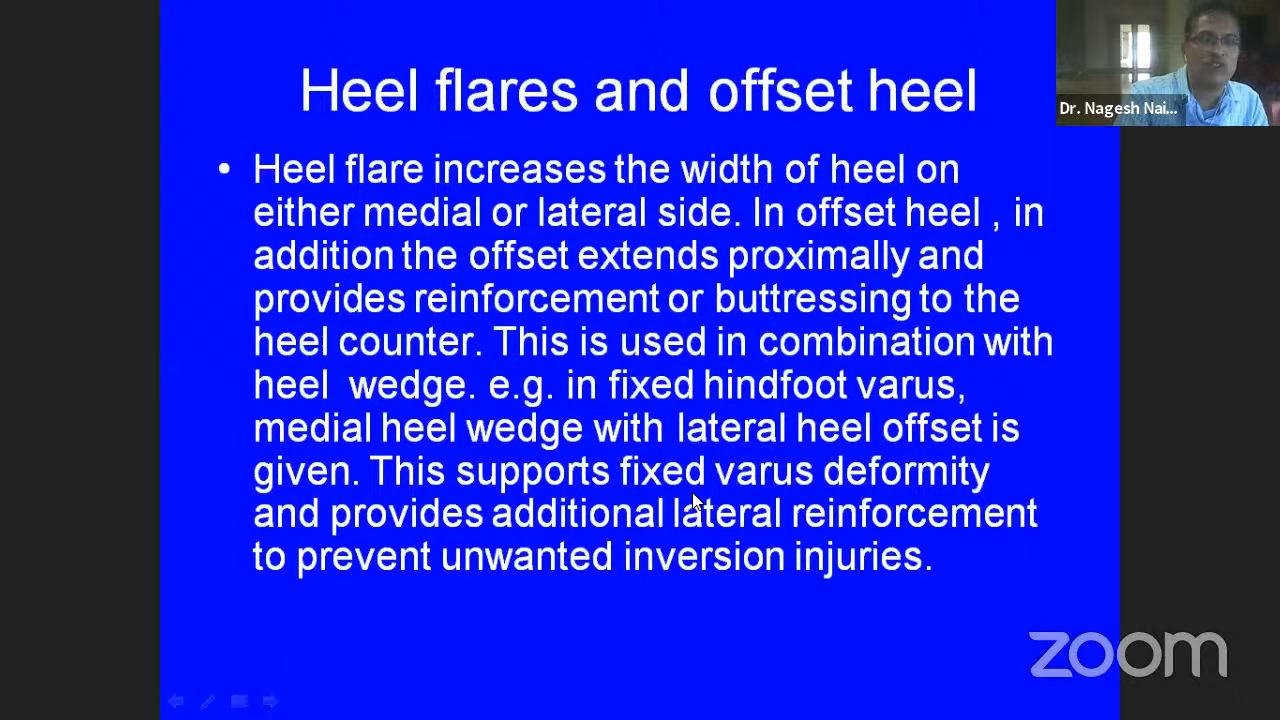 Heel flares and offset heel
• Heel flare increases the width of heel on
either medial or lateral side. In offset heel , in
addition the offset extends proximally and
provides reinforcement or buttressing to the
heel counter. This is used in combination with
heel wedge. e.g. in fixed hindfoot varus,
medial heel wedge with lateral heel offset is
given. This supports fixed varus deformity
and provides additional lateral reinforcement
to prevent unwanted inversion injuries.
Dr. Nagesh Nai...
zoom